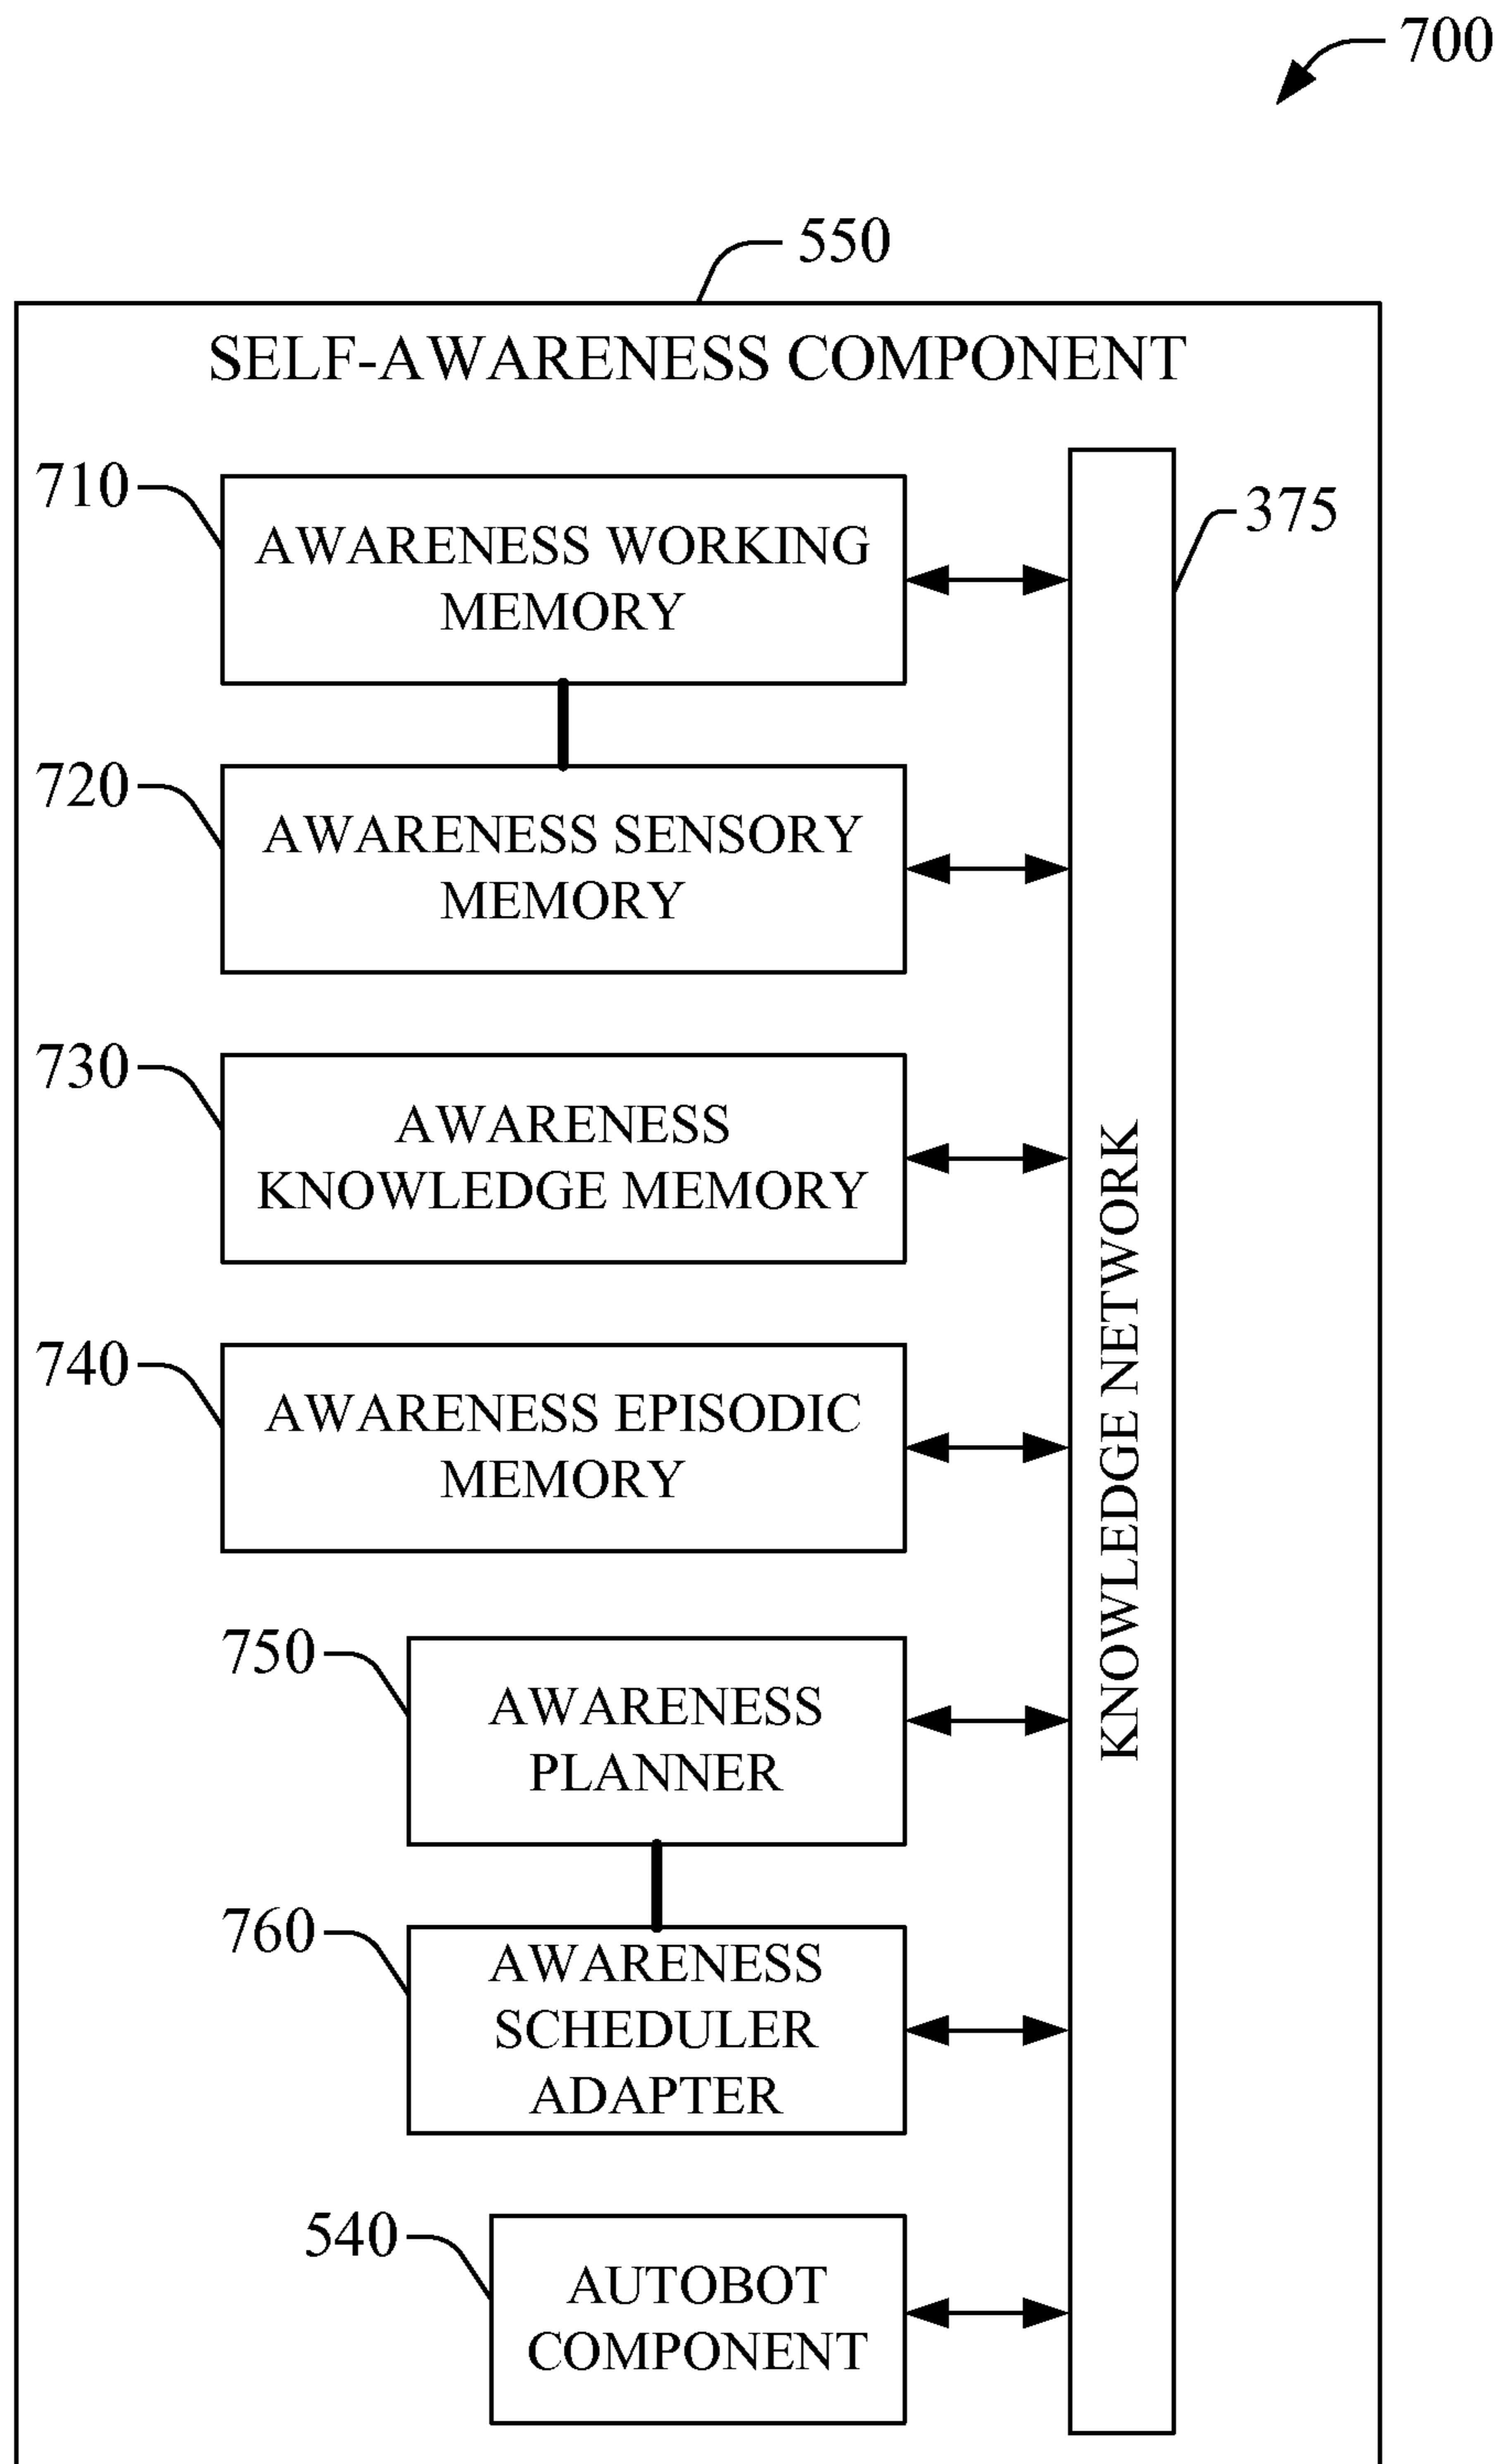 700
550
SELF-AWARENESS COMPONENT
710
AWARENESS WORKING
MEMORY
375
720
AWARENESS SENSORY
MEMORY
730
AWARENESS
KNOWLEDGE MEMORY
740
AWARENESS EPISODIC
MEMORY
KNOWLEDGE NETWORK
750
AWARENESS
PLANNER
760
AWARENESS
SCHEDULER
ADAPTER
540
AUTOBOT
COMPONENT